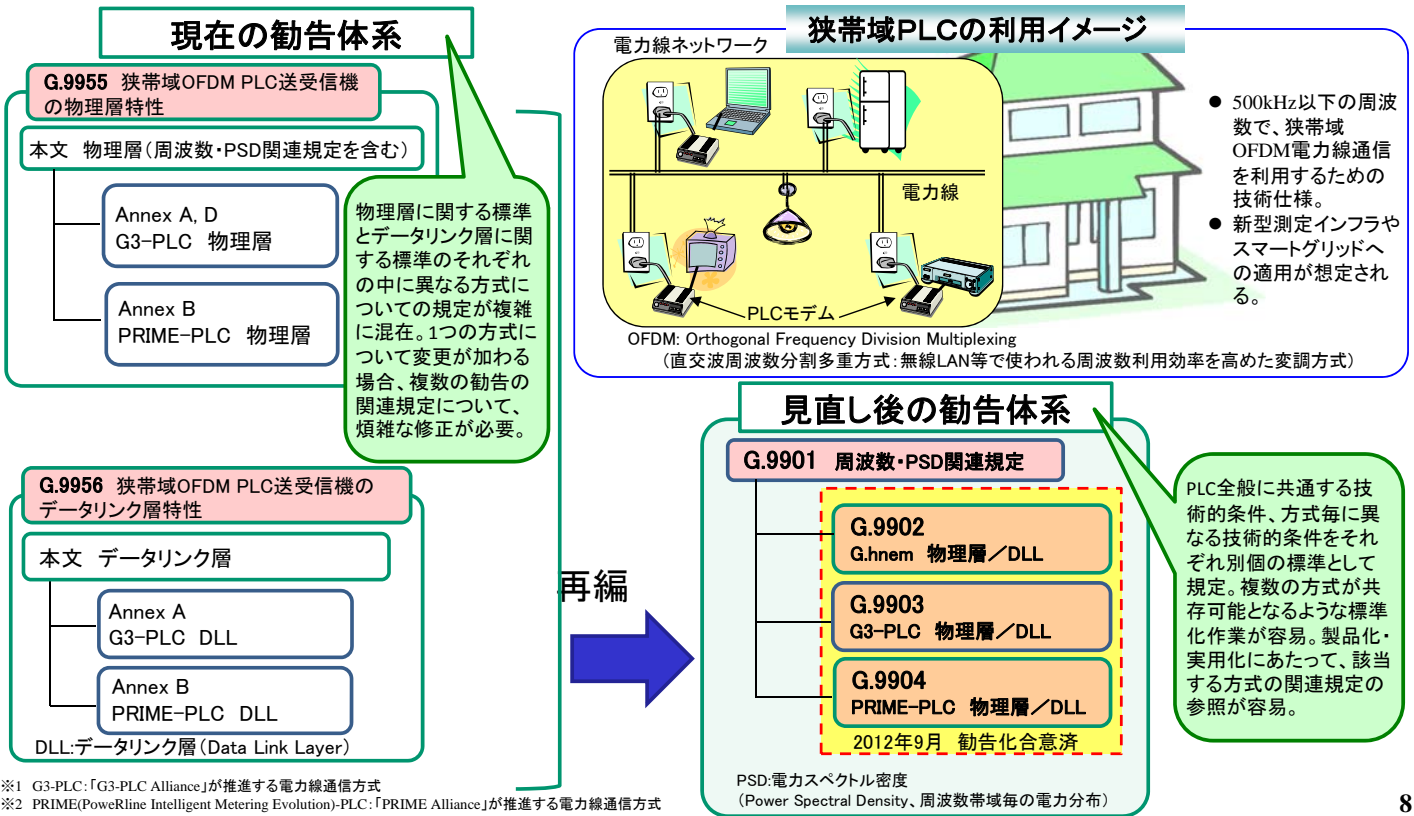 現在の勧告体系
G.9955 狭帯域OFDM PLC送受信機
の物理層特性
本文 物理層(周波数・PSD関連規定を含む)
Annex A, D
G3-PLC 物理層
Annex B
PRIME-PLC 物理層
物理層に関する標準
とデータリンク層に関
する標準のそれぞれ
の中に異なる方式に
ついての規定が複雑
に混在。1つの方式に
ついて変更が加わる
場合、複数の勧告の
関連規定について、
煩雑な修正が必要。
G.9956 狭帯域OFDM PLC送受信機の
データリンク層特性
本文 データリンク層
Annex A
G3-PLC DLL
Annex B
PRIME-PLC DLL
DLL:データリンク層(Data Link Layer)
再編
狭帯域PLCの利用イメージ
電力線ネットワーク
電力線
PLCモデム
● 500kHz以下の周波
数で、狭帯域
OFDM電力線通信
を利用するための
技術仕様。
● 新型測定インフラや
スマートグリッドへ
の適用が想定され
る。
OFDM: Orthogonal Frequency Division Multiplexing
(直交波周波数分割多重方式:無線LAN等で使われる周波数利用効率を高めた変調方式)
見直し後の勧告体系
G.9901 周波数・PSD関連規定
G.9902
G.hnem 物理層/DLL
G.9903
G3-PLC 物理層/DLL
G.9904
PRIME-PLC 物理層/DLL
2012年9月 勧告化合意済
PSD:電力スペクトル密度
(Power Spectral Density、周波数帯域毎の電力分布)
PLC全般に共通する技
術的条件、方式毎に異
なる技術的条件をそれ
ぞれ別個の標準として
規定。複数の方式が共
存可能となるような標準
化作業が容易。製品化・
実用化にあたって、該当
する方式の関連規定の
参照が容易。
※1 G3-PLC:「G3-PLC Alliance」が推進する電力線通信方式
※2 PRIME(PoweRline Intelligent Metering Evolution)-PLC:「PRIME Alliance」が推進する電力線通信方式
8